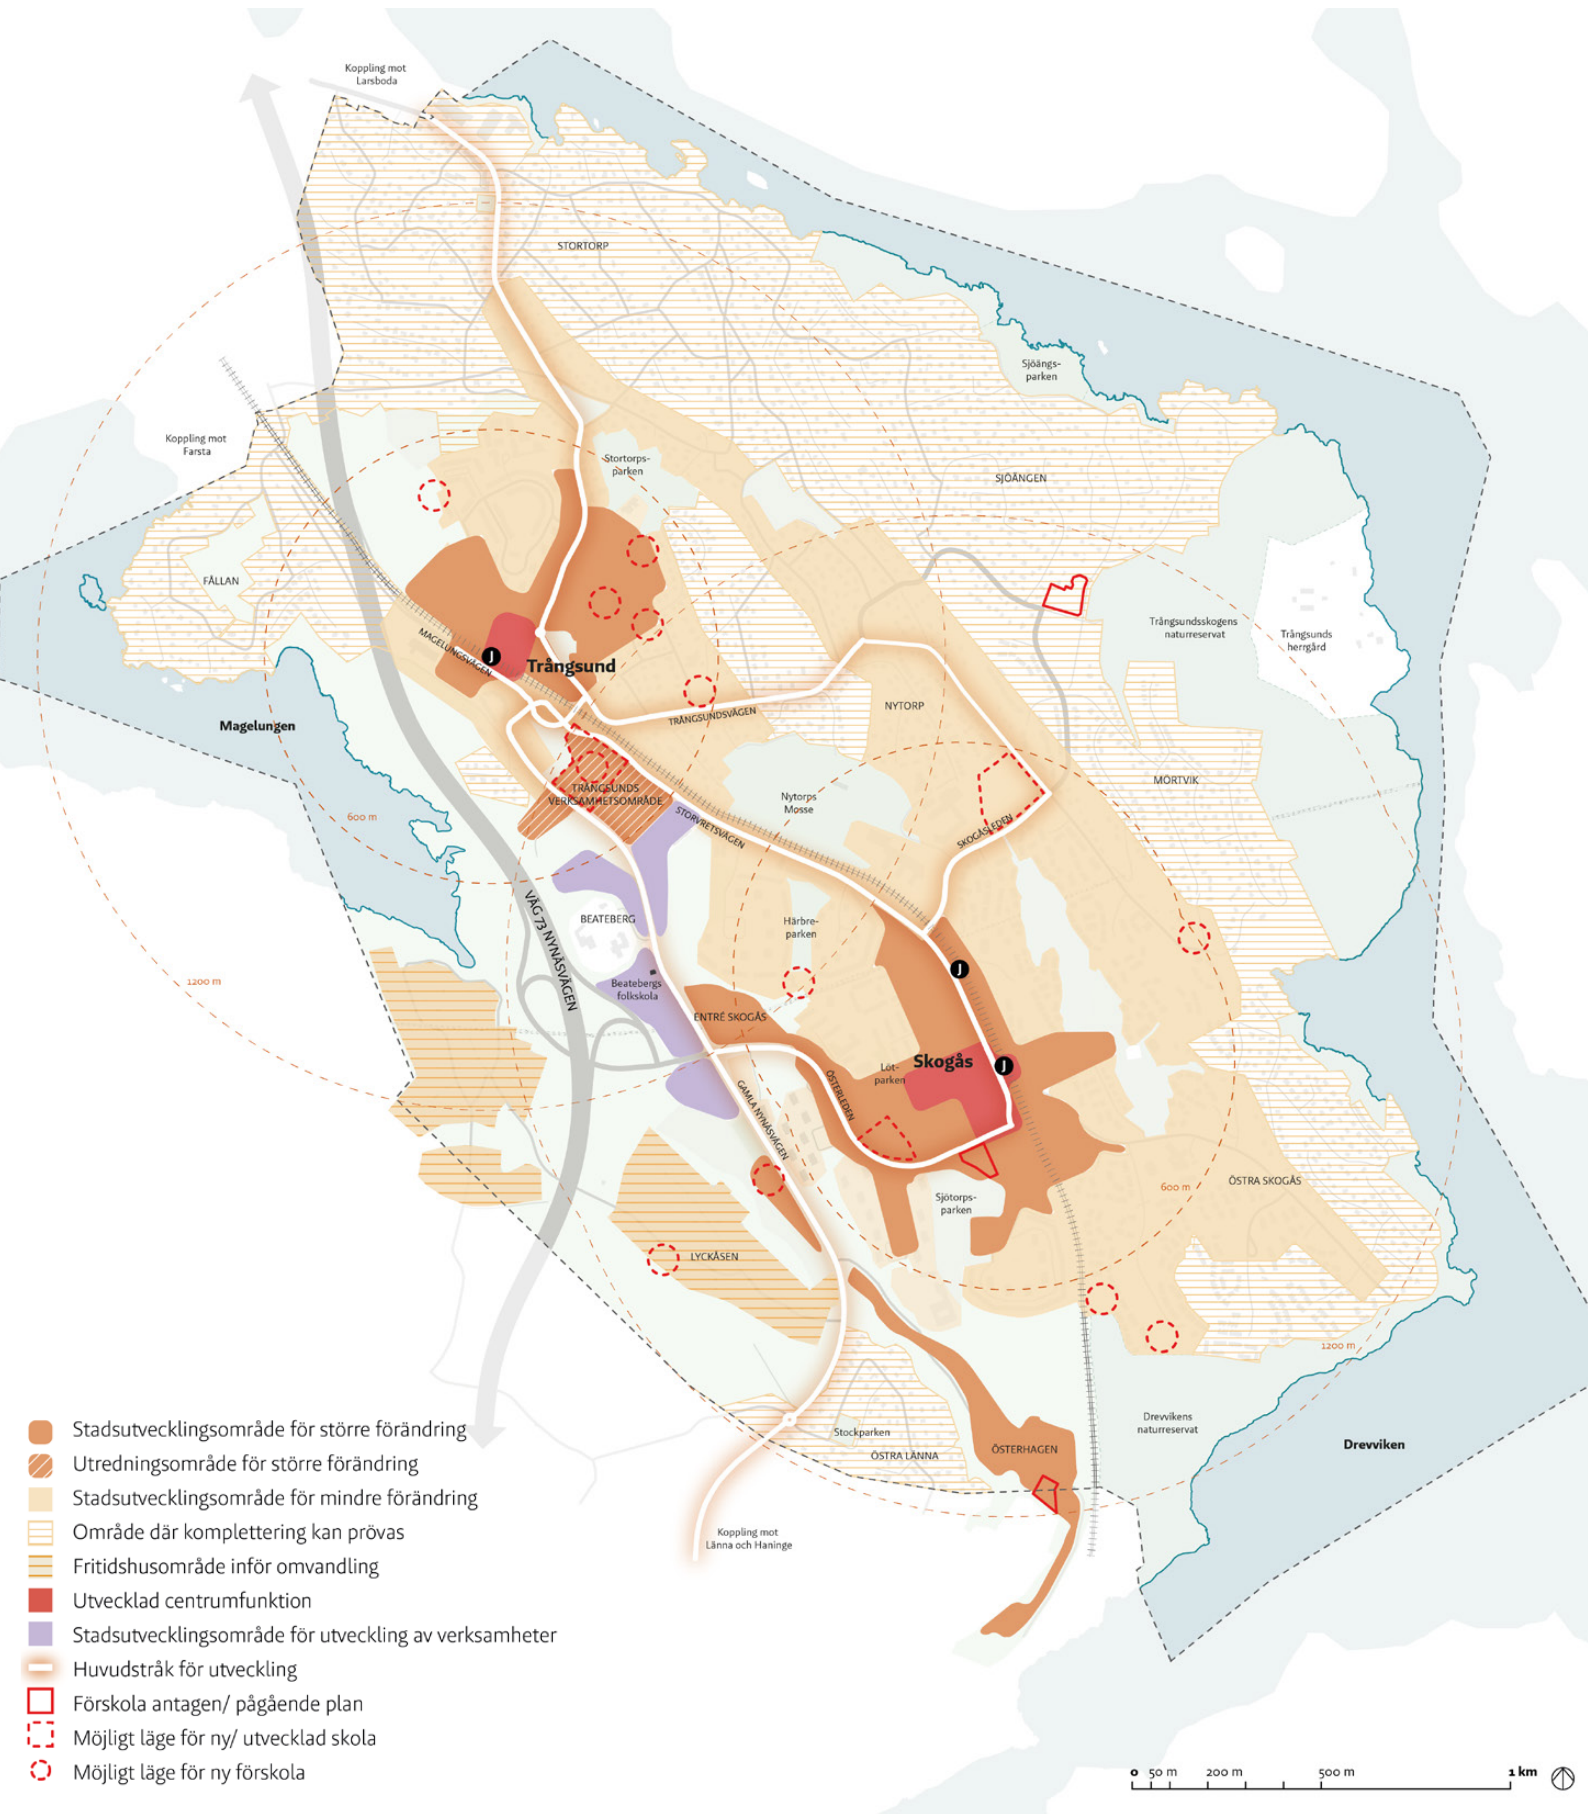 Koppling mot
Larsboda
STORTORP
Sjöängs-
parken
Koppling mot
Farsta
Stortorps-
parken
SJÖÄNGEN
FÅLLAN
Trångsundsskogens
naturreservat
Trångsunds
herrgård
MAGELUNGSVÄGEN
J
Trångsund
NYTORP
TRÅNGSUNDSVÄGEN
Magelungen
MÖRTVIK
TRÅNGSUNDS
VERKSAMHETSOMRÅDE
Nytorps
Mosse
600 m
STORVRETSVÄGEN
SKOGÅSLEDEN
VÄG 73 NYNÄSVÄGEN
BEATEBERG
Härbre-
parken
J
1200 m
Beatebergs
folkskola
ENTRÉ SKOGÅS
Skogås
J
Löt-
parken
ÖSTERLEDEN
GAMLA NYNÄSVÄGEN
600 m
ÖSTRA SKOGÅS
Sjötorps-
parken
LYCKÅSEN
1200 m
Stockparken
ÖSTRA LÄNNA
ÖSTERHAGEN
Drevvikens
naturreservat
Drevviken
Koppling mot
Länna och Haninge
Stadsutvecklingsområde för större förändring
Utredningsområde för större förändring
Stadsutvecklingsområde för mindre förändring
Område där komplettering kan prövas
Fritidshusområde inför omvandling
Utvecklad centrumfunktion
Stadsutvecklingsområde för utveckling av verksamheter
Huvudstråk för utveckling
Förskola antagen/ pågående plan
Möjligt läge för ny/ utvecklad skola
Möjligt läge för ny förskola
0 50 m 200 m 500 m 1 km